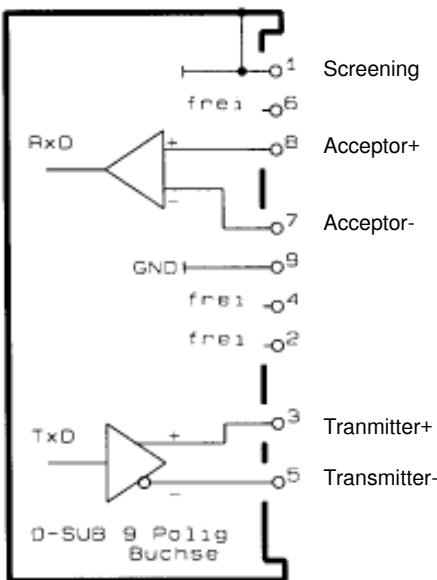 1 Screening
frei 6
RxD + 8 Acceptor+
- 7 Acceptor-
GND 9
frei 4
frei 2
3 Tranmitter+
TxD +
5 Transmitter-
-
D-SUB 9 Polig
Buchse